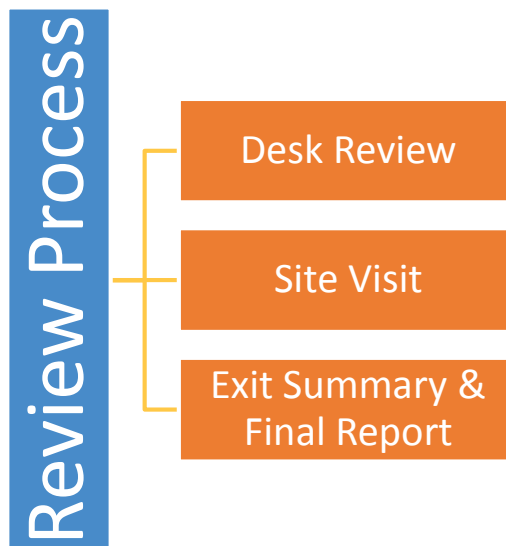 Review Process
Desk Review
Site Visit
Exit Summary &
Final Report